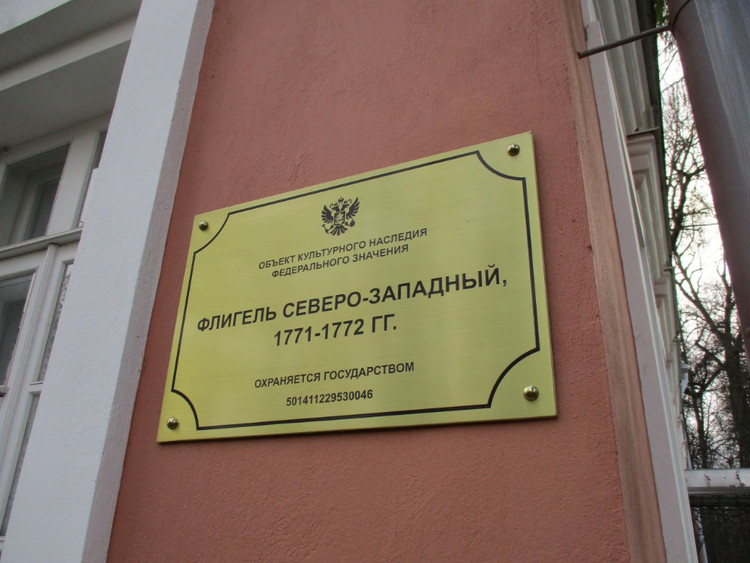 ОБЪЕКТ КУЛЬТУРНОГО НАСЛЕДИЯ
ФЕДЕРАЛЬНОГО ЗНАЧЕНИЯ
ФЛИГЕЛЬ СЕВЕРО-ЗАПАДНЫЙ,
1771-1772 ГГ.
ОХРАНЯЕТСЯ ГОСУДАРСТВОМ
501411229530046